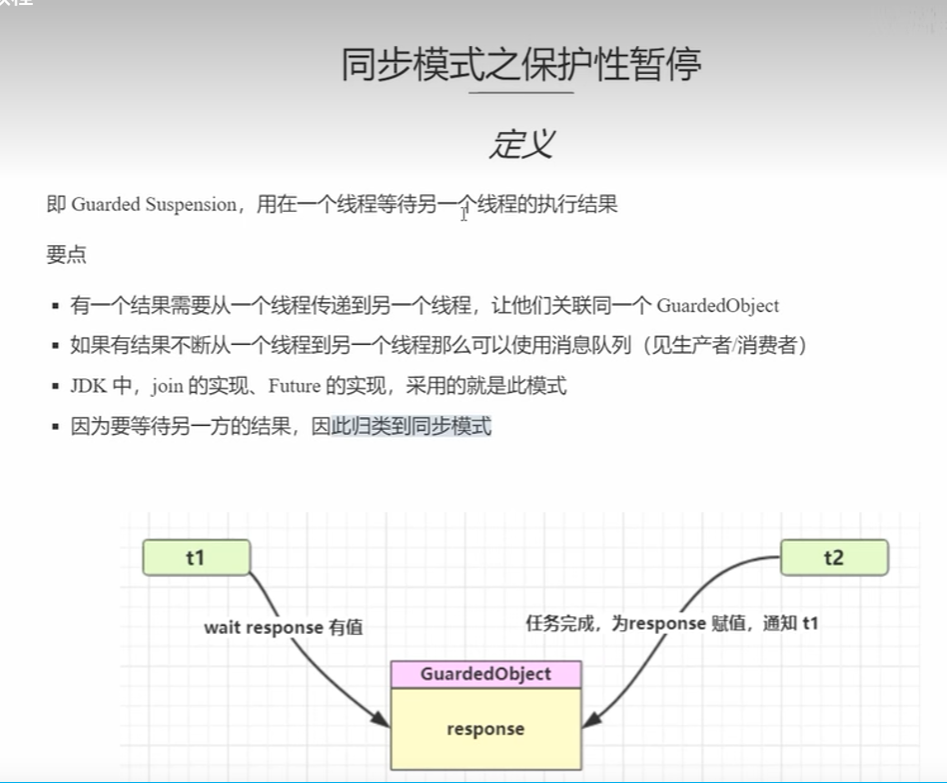 同步模式之保护性暂停
定义
即 Guarded Suspension，用在一个线程等待另一个线程的执行结果
要点
▪ 有一个结果需要从一个线程传递到另一个线程，让他们关联同一个 GuardedObject
▪ 如果有结果不断从一个线程到另一个线程那么可以使用消息队列（见生产者/消费者）
▪ JDK 中，join 的实现、Future 的实现，采用的就是此模式
▪ 因为要等待另一方的结果，因此归类到同步模式
t1
t2
wait response 有值
任务完成，为response 赋值，通知 t1
GuardedObject
response